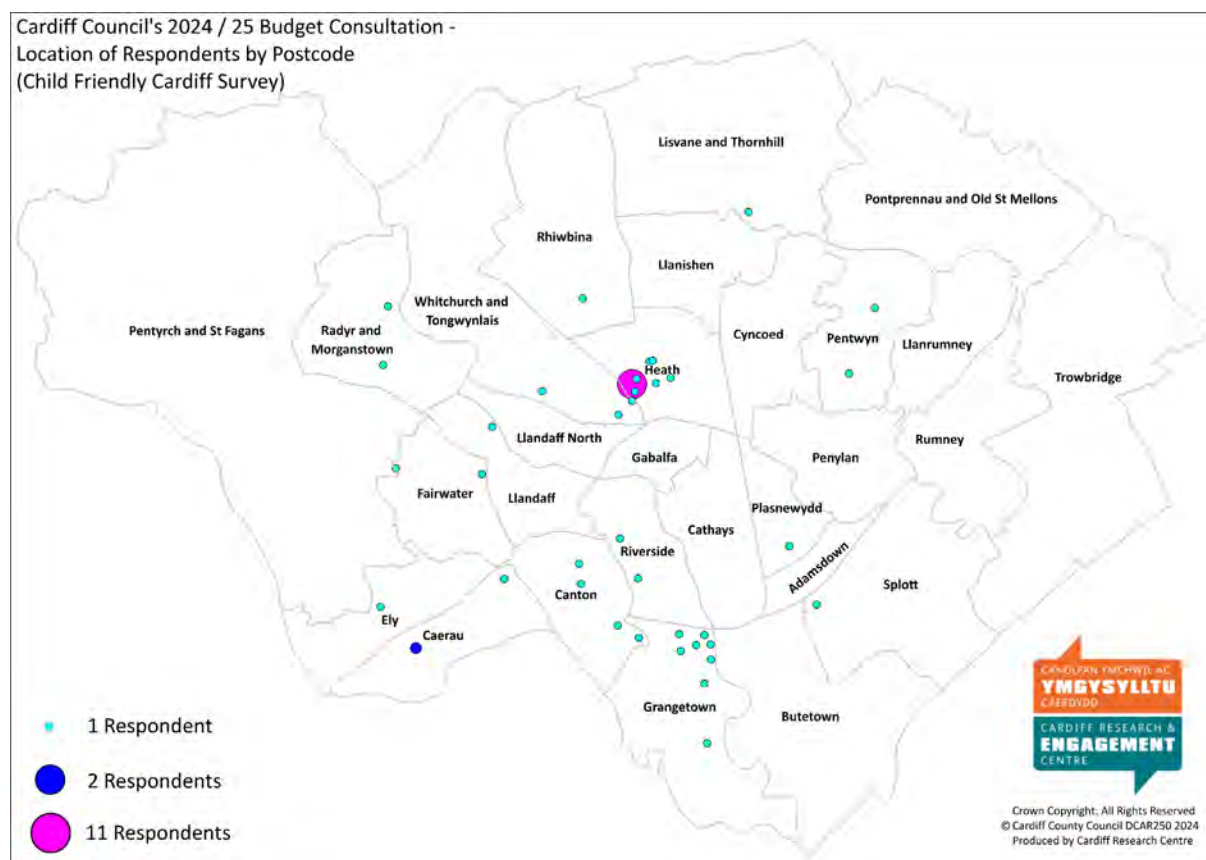 Cardiff Council's 2024 / 25 Budget Consultation -
Location of Respondents by Postcode
(Child Friendly Cardiff Survey)
Lisvane and Thornhill
Pontprennau and Old St Mellons
Rhiwbina
Llanishen
Whitchurch and
Tongwynlais
Pentyrch and St Fagans
Radyr and
Morganstown
Cyncoed
Pentwyn
Llanrumney
Heath
Trowbridge
Llandaff North
Rumney
Gabalfa
Penylan
Fairwater
Llandaff
Plasnewydd
Cathays
Riverside
Adamsdown
Splott
Canton
Ely
Caerau
Grangetown
Butetown
1 Respondent
2 Respondents
11 Respondents
CANOLFAN YMCHWIL AC
YMGYSYLLTU
CAERDYDD
CARDIFF RESEARCH &
ENGAGEMENT
CENTRE
Crown Copyright; All Rights Reserved
© Cardiff County Council DCAR250 2024
Produced by Cardiff Research Centre